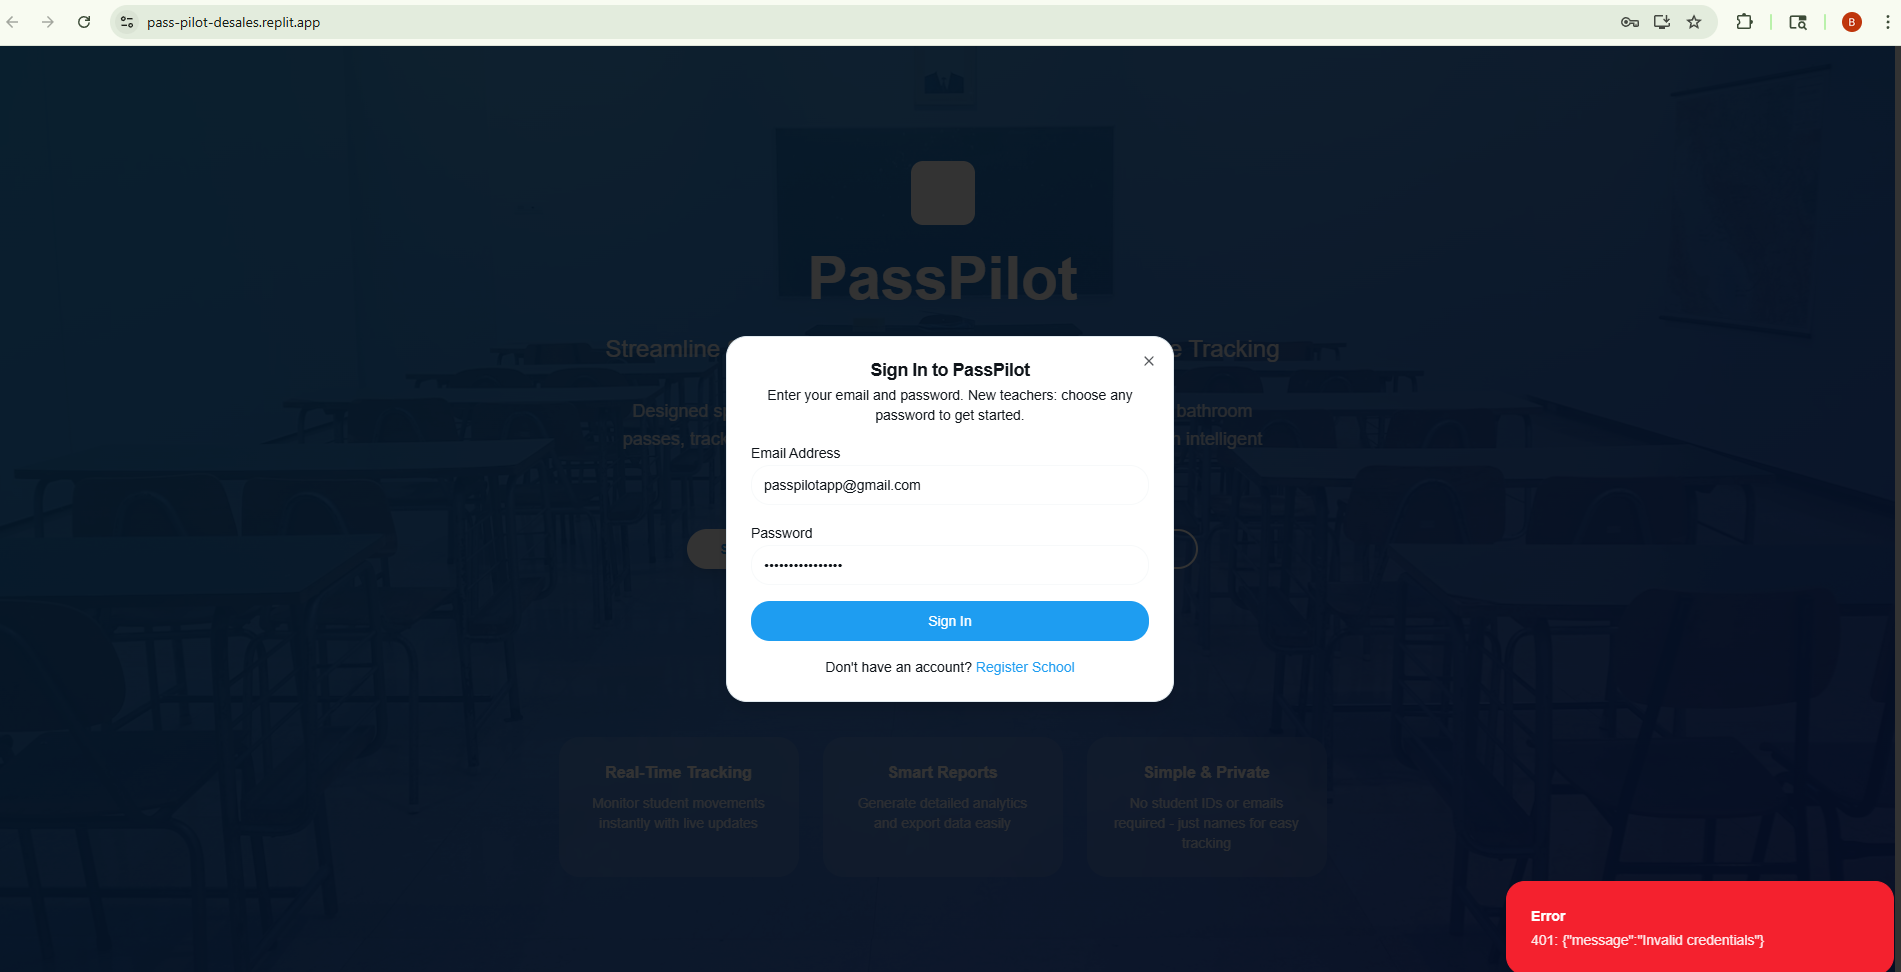 pass-pilot-desales.replit.app
B
PassPilot
Streamline
e Tracking
Designed s
bathroom
passes, track
intelligent
Sign In to PassPilot
Enter your email and password. New teachers: choose any
password to get started.
Email Address
passpilotapp@gmail.com
Password
••••••••••••••••
Sign In
Don't have an account? Register School
Real-Time Tracking
Monitor student movements
instantly with live updates
Smart Reports
Generate detailed analytics
and export data easily
Simple & Private
No student IDs or emails
required - just names for easy
tracking
Error
401: {"message":"Invalid credentials"}